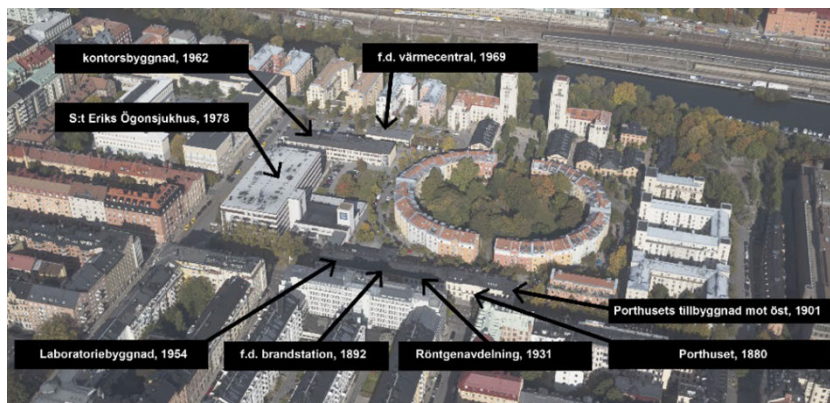 kontorsbyggnad, 1962
f.d. värmecentral, 1969
S:t Eriks Ögonsjukhus, 1978
Porthusets tillbyggnad mot öst, 1901
Laboratoriebyggnad, 1954
f.d. brandstation, 1892
Röntgenavdelning, 1931
Porthuset, 1880